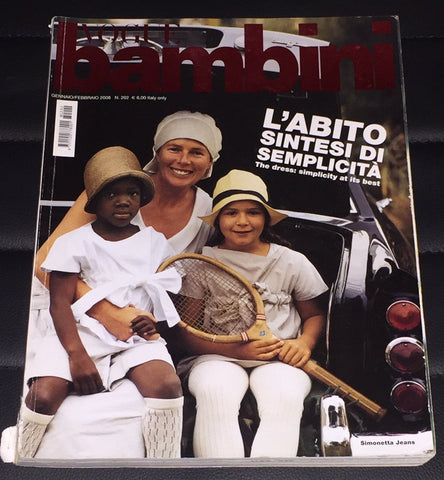 VOGUE
bambini
GENNAIO/FEBBRAIO 2008 N. 202 € 6,00 Italy only
L'ABITO
SINTESI DI
SEMPLICITÀ
The dress: simplicity at its best
Simonetta Jeans